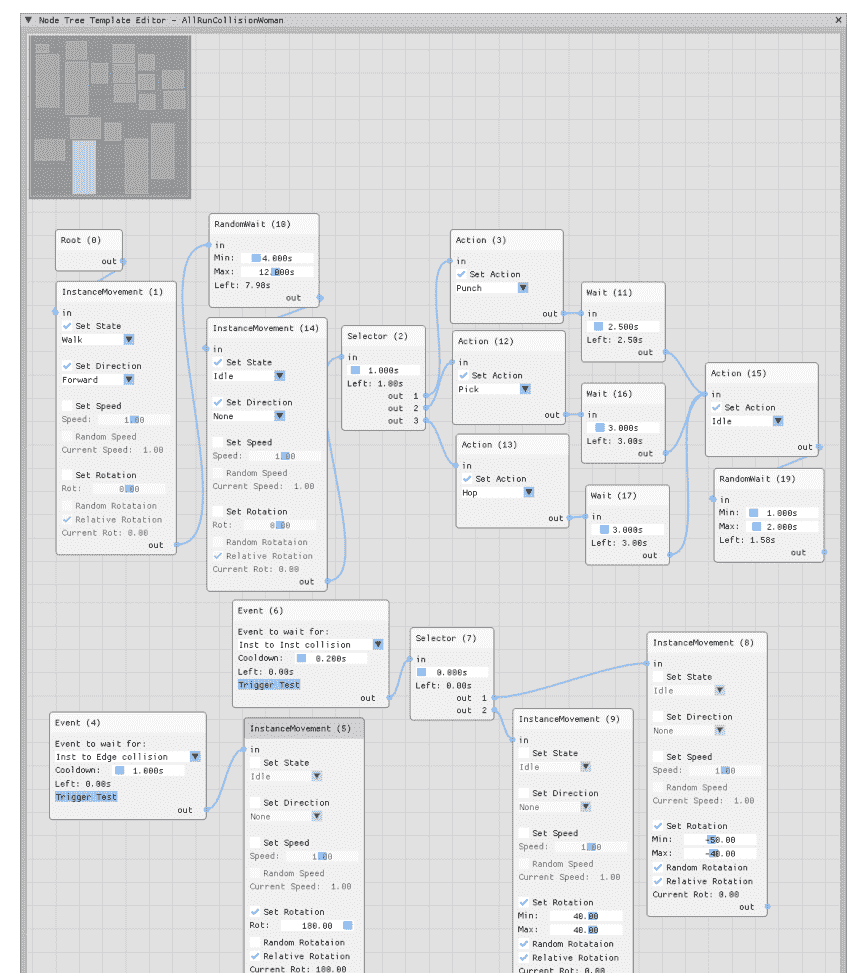 Node Tree Template Editor - AllRunCollisionWoman
Root (0)
out
InstanceMovement (1)
in
Set State
Walk
Set Direction
Forward
Set Speed
Speed: 1.00
Random Speed
Current Speed: 1.00
Set Rotation
Rot: 0.00
Random Rotataion
Relative Rotation
Current Rot: 0.00
out
RandomWait (10)
in
Min: 4.000s
Max: 12.000s
Left: 7.98s
out
InstanceMovement (14)
in
Set State
Idle
Set Direction
None
Set Speed
Speed: 1.00
Random Speed
Current Speed: 1.00
Set Rotation
Rot: 0.00
Random Rotataion
Relative Rotation
Current Rot: 0.00
out
Selector (2)
in
1.000s
Left: 1.00s
out 1
out 2
out 3
Action (3)
in
Set Action
Punch
out
Action (12)
in
Set Action
Pick
out
Action (13)
in
Set Action
Hop
out
Wait (11)
in
2.500s
Left: 2.50s
out
Wait (16)
in
3.000s
Left: 3.00s
out
Wait (17)
in
3.000s
Left: 3.00s
out
Action (15)
in
Set Action
Idle
out
RandomWait (19)
in
Min: 1.000s
Max: 2.000s
Left: 1.58s
out
Event (6)
Event to wait for:
Inst to Inst collision
Cooldown: 0.200s
Left: 0.00s
Trigger Test
out
Selector (7)
in
0.000s
Left: 0.00s
out 1
out 2
InstanceMovement (8)
in
Set State
Idle
Set Direction
None
Set Speed
Speed: 1.00
Random Speed
Current Speed: 1.00
Set Rotation
Min: -50.00
Max: -40.00
Random Rotataion
Relative Rotation
Current Rot: 0.00
out
Event (4)
Event to wait for:
Inst to Edge collision
Cooldown: 1.000s
Left: 0.00s
Trigger Test
out
InstanceMovement (5)
in
Set State
Idle
Set Direction
None
Set Speed
Speed: 1.00
Random Speed
Current Speed: 1.00
Set Rotation
Rot: 180.00
Random Rotataion
Relative Rotation
Current Rot: 180.00
InstanceMovement (9)
in
Set State
Idle
Set Direction
None
Set Speed
Speed: 1.00
Random Speed
Current Speed: 1.00
Set Rotation
Min: 40.00
Max: 40.00
Random Rotataion
Relative Rotation
Current Rot: 0.00